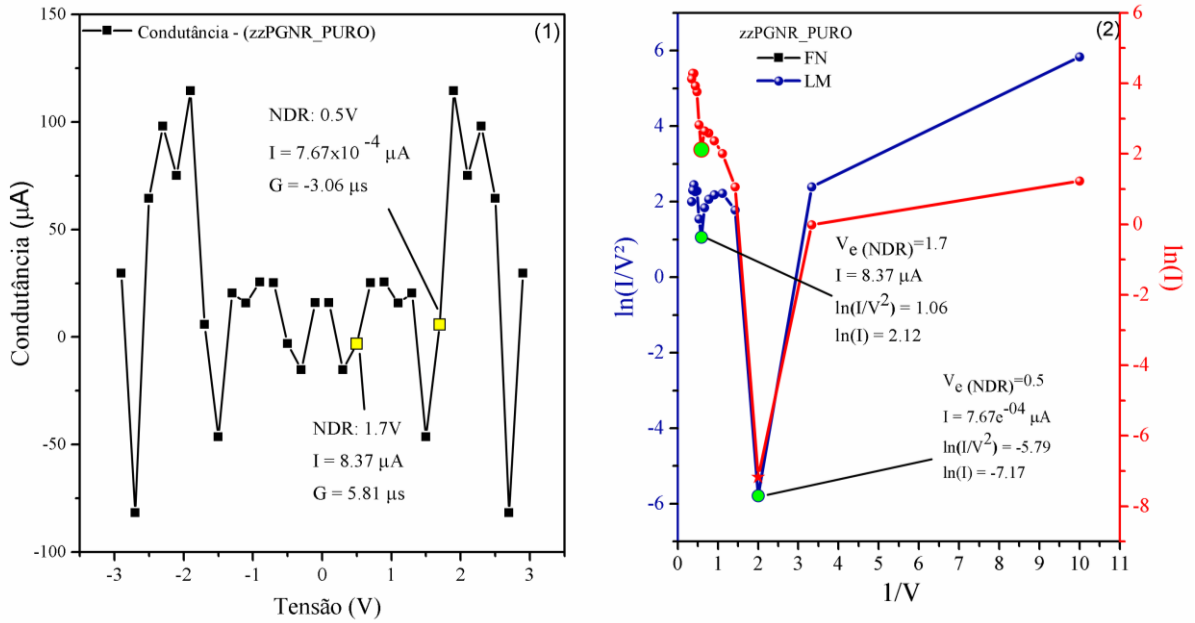 Condutância - (zzPGNR_PURO)
(1)
NDR: 0.5V
I = 7.67x10 -4 µA
G = -3.06 µs
NDR: 1.7V
I = 8.37 µA
G = 5.81 µs
150
100
50
0
-50
-100
Condutância (µA)
-3 -2 -1 0 1 2 3
Tensão (V)
zzPGNR_PURO
(2)
FN
LM
Ve (NDR)=1.7
I = 8.37 µA
ln(I/V2) = 1.06
ln(I) = 2.12
Ve (NDR)=0.5
I = 7.67e-04 µA
ln(I/V2) = -5.79
ln(I) = -7.17
6
4
2
0
-2
-4
-6
ln(I/V²)
6
4
2
0
-2
-4
-6
-8
ln(I)
0 1 2 3 4 5 6 7 8 9 10 11
1/V